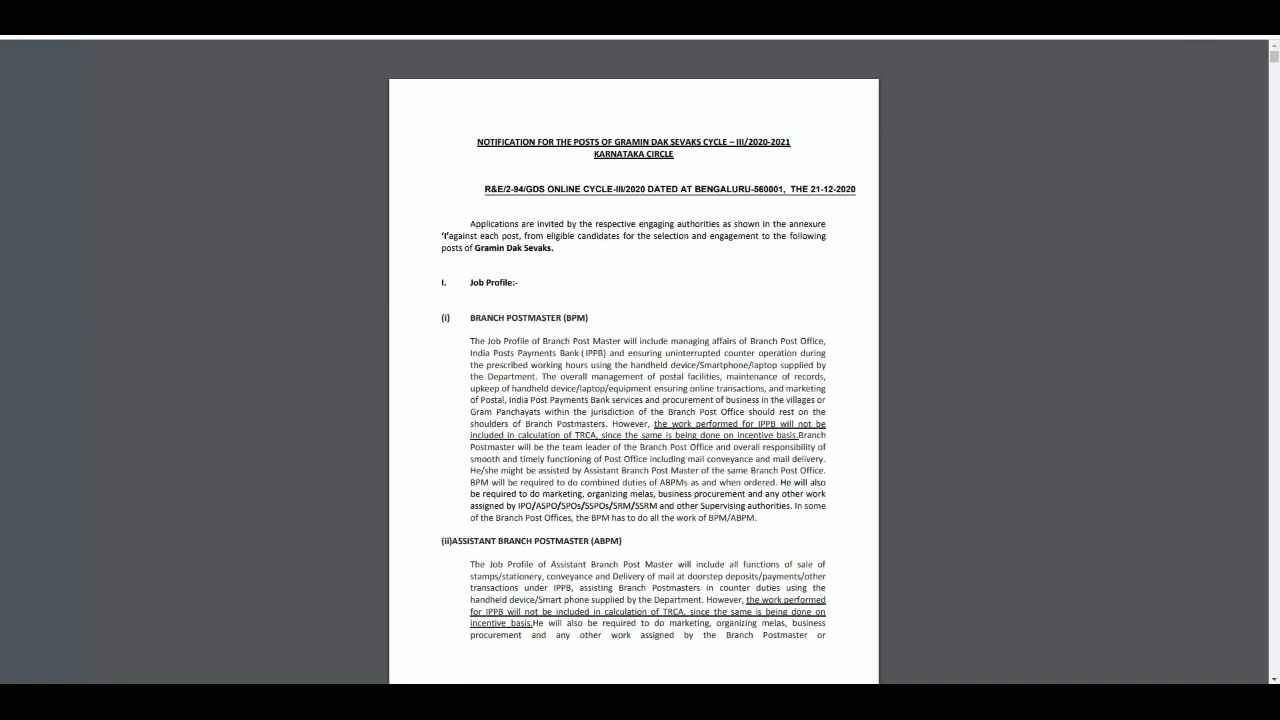 NOTIFICATION FOR THE POSTS OF GRAMIN DAK SEVAKS CYCLE – III/2020-2021
KARNATAKA CIRCLE
R&E/2-94/GDS ONLINE CYCLE-III/2020 DATED AT BENGALURU-560001, THE 21-12-2020
Applications are invited by the respective engaging authorities as shown in the annexure
‘I’against each post, from eligible candidates for the selection and engagement to the following
posts of Gramin Dak Sevaks.
I. Job Profile:-
(i) BRANCH POSTMASTER (BPM)
The Job Profile of Branch Post Master will include managing affairs of Branch Post Office,
India Posts Payments Bank ( IPPB) and ensuring uninterrupted counter operation during
the prescribed working hours using the handheld device/Smartphone/laptop supplied by
the Department. The overall management of postal facilities, maintenance of records,
upkeep of handheld device/laptop/equipment ensuring online transactions, and marketing
of Postal, India Post Payments Bank services and procurement of business in the villages or
Gram Panchayats within the jurisdiction of the Branch Post Office should rest on the
shoulders of Branch Postmasters. However, the work performed for IPPB will not be
included in calculation of TRCA, since the same is being done on incentive basis.Branch
Postmaster will be the team leader of the Branch Post Office and overall responsibility of
smooth and timely functioning of Post Office including mail conveyance and mail delivery.
He/she might be assisted by Assistant Branch Post Master of the same Branch Post Office.
BPM will be required to do combined duties of ABPMs as and when ordered. He will also
be required to do marketing, organizing melas, business procurement and any other work
assigned by IPO/ASPO/SPOs/SSPOs/SRM/SSRM and other Supervising authorities. In some
of the Branch Post Offices, the BPM has to do all the work of BPM/ABPM.
(ii)ASSISTANT BRANCH POSTMASTER (ABPM)
The Job Profile of Assistant Branch Post Master will include all functions of sale of
stamps/stationery, conveyance and Delivery of mail at doorstep deposits/payments/other
transactions under IPPB, assisting Branch Postmasters in counter duties using the
handheld device/Smart phone supplied by the Department. However, the work performed
for IPPB will not be included in calculation of TRCA, since the same is being done on
incentive basis.He will also be required to do marketing, organizing melas, business
procurement and any other work assigned by the Branch Postmaster or